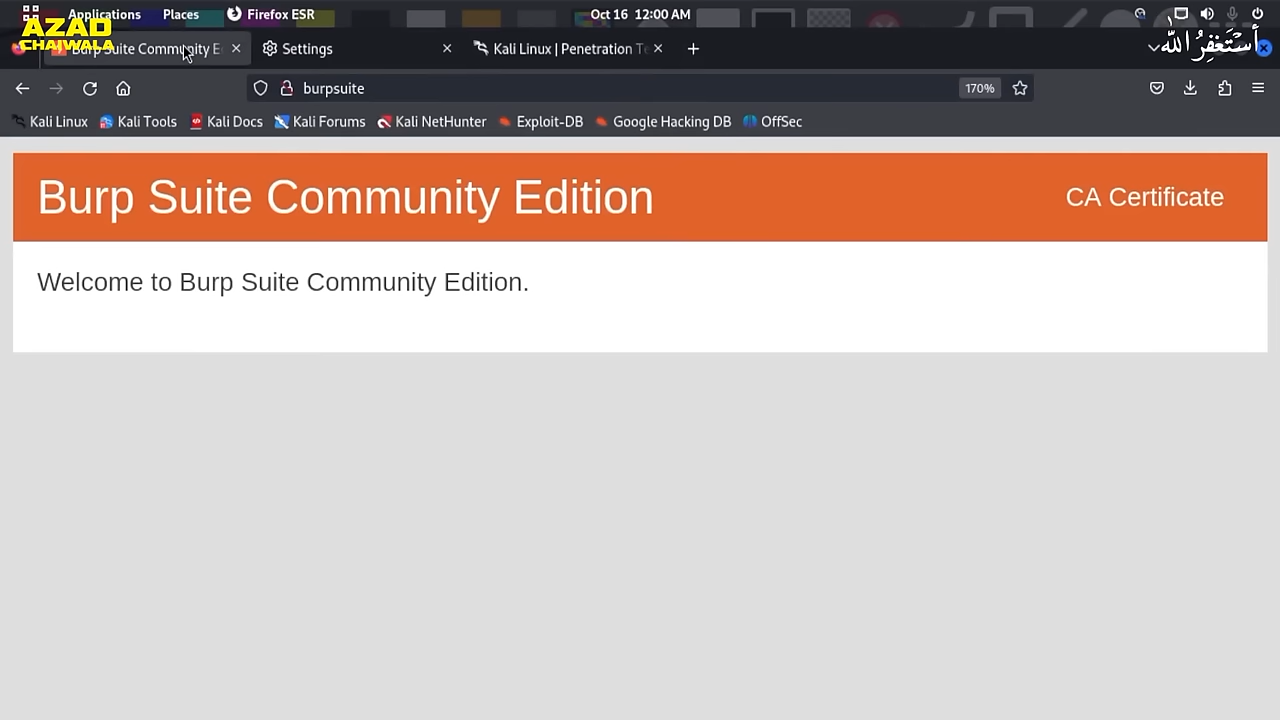 Applications Places Firefox ESR Oct 16 12:00 AM
AZAD
CHAIWALA
أستغفر الله
Burp Suite Community E Settings Kali Linux | Penetration Te
burpsuite 170%
Kali Linux Kali Tools Kali Docs Kali Forums Kali NetHunter Exploit-DB Google Hacking DB OffSec
Burp Suite Community Edition CA Certificate
Welcome to Burp Suite Community Edition.